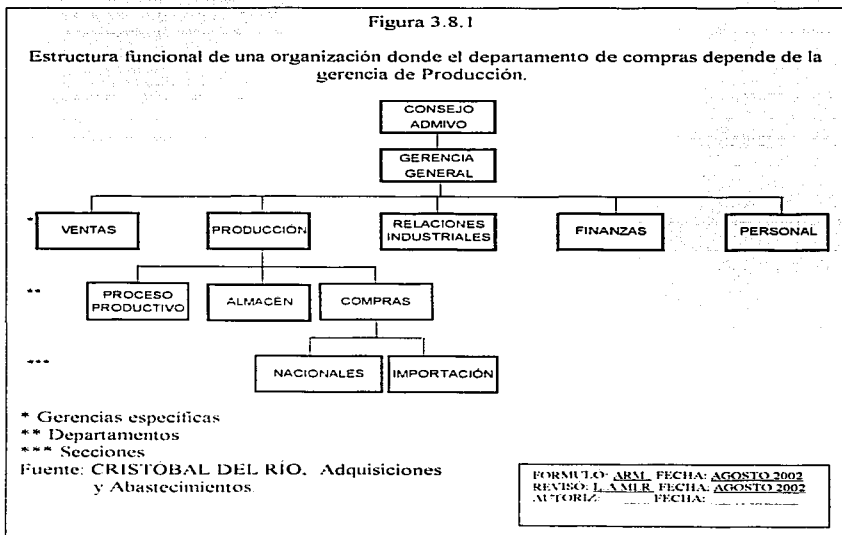 Figura 3.8.1
Estructura funcional de una organización donde el departamento de compras depende de la
gerencia de Producción.
CONSEJO
ADMIVO
GERENCIA
GENERAL
*
VENTAS
PRODUCCIÓN
RELACIONES
INDUSTRIALES
FINANZAS
PERSONAL
**
PROCESO
PRODUCTIVO
ALMACÉN
COMPRAS
***
NACIONALES
IMPORTACIÓN
* Gerencias específicas
** Departamentos
*** Secciones
Fuente: CRISTÓBAL DEL RÍO. Adquisiciones
y Abastecimientos
FORMULO: ARM FECHA: AGOSTO 2002
REVISO: FECHA: AGOSTO 2002
AUTORIZ: FECHA: